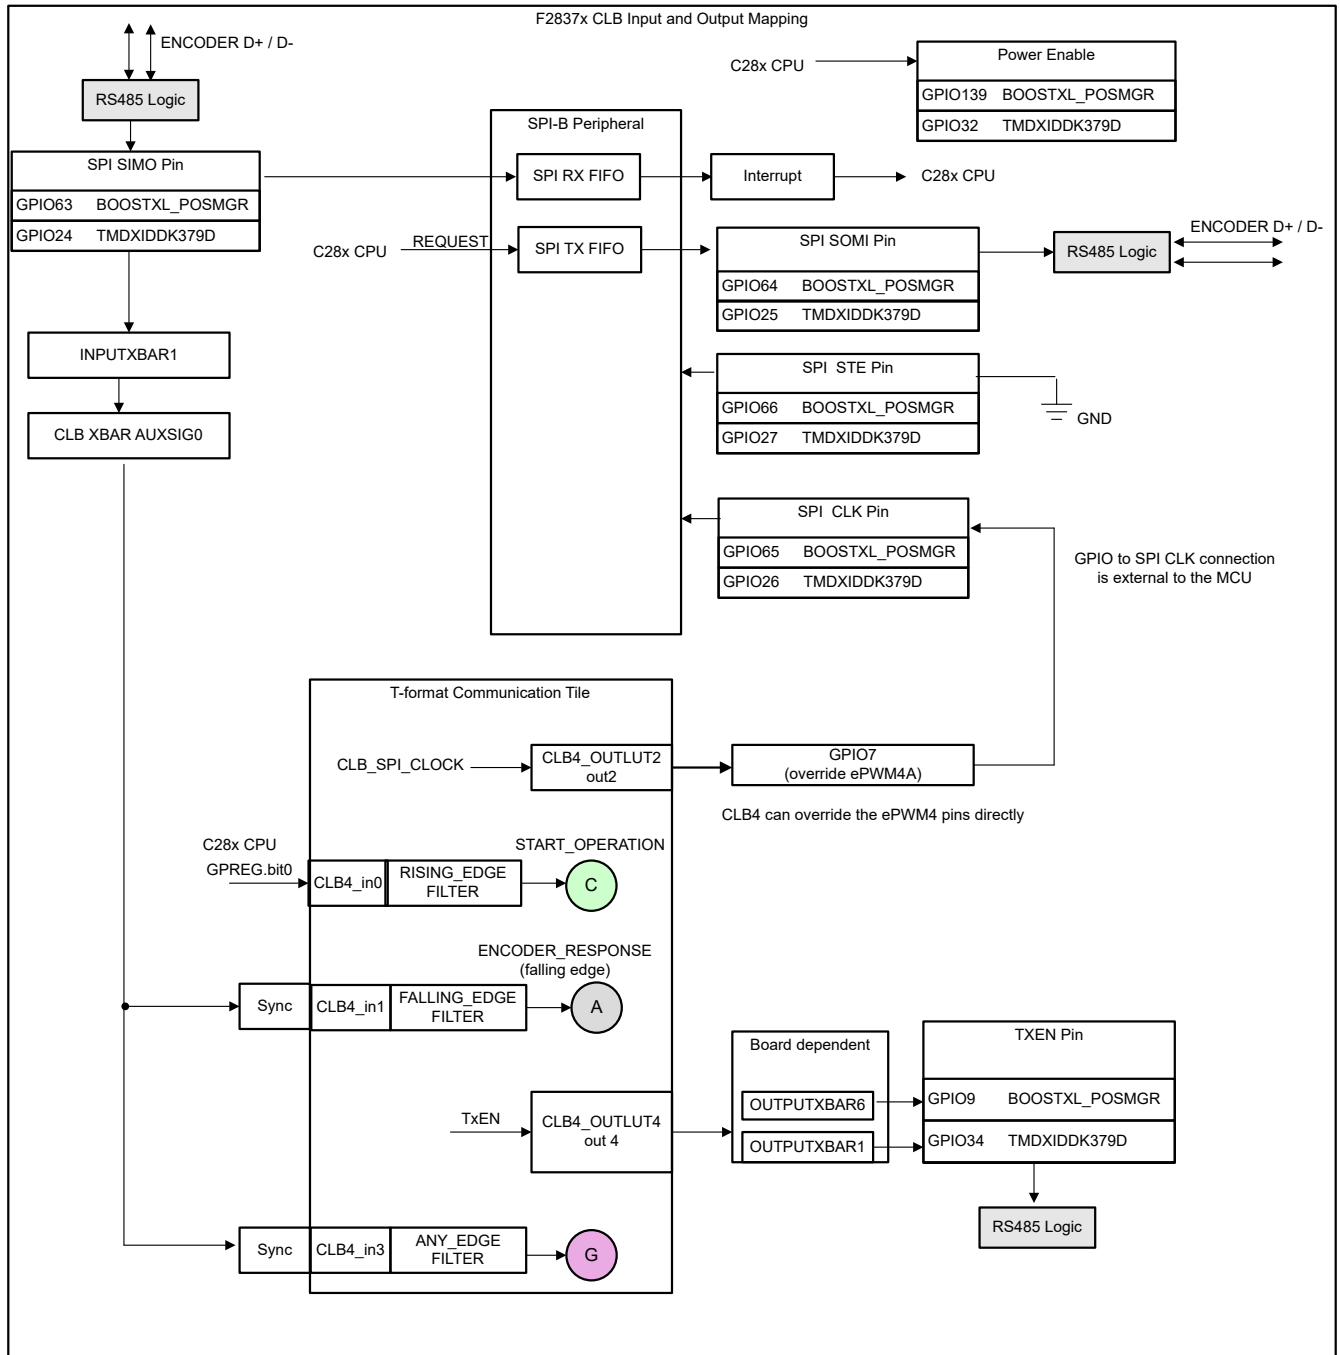 F2837x CLB Input and Output Mapping
ENCODER D+ / D-
RS485 Logic
SPI SIMO Pin
GPIO63 BOOSTXL_POSMGR
GPIO24 TMDXIDDK379D
INPUTXBAR1
CLB XBAR AUXSIG0
C28x CPU
Power Enable
GPIO139 BOOSTXL_POSMGR
GPIO32 TMDXIDDK379D
SPI-B Peripheral
SPI RX FIFO
Interrupt
C28x CPU
C28x CPU
REQUEST
SPI TX FIFO
SPI SOMI Pin
GPIO64 BOOSTXL_POSMGR
GPIO25 TMDXIDDK379D
RS485 Logic
ENCODER D+ / D-
SPI STE Pin
GPIO66 BOOSTXL_POSMGR
GPIO27 TMDXIDDK379D
GND
SPI CLK Pin
GPIO65 BOOSTXL_POSMGR
GPIO26 TMDXIDDK379D
GPIO to SPI CLK connection
is external to the MCU
T-format Communication Tile
CLB_SPI_CLOCK
CLB4_OUTLUT2
out2
GPIO7
(override ePWM4A)
CLB4 can override the ePWM4 pins directly
C28x CPU
GPREG.bit0
CLB4_in0
RISING_EDGE
FILTER
START_OPERATION
C
ENCODER_RESPONSE
(falling edge)
Sync
CLB4_in1
FALLING_EDGE
FILTER
A
TxEN
CLB4_OUTLUT4
out 4
Board dependent
OUTPUTXBAR6
OUTPUTXBAR1
TXEN Pin
GPIO9 BOOSTXL_POSMGR
GPIO34 TMDXIDDK379D
RS485 Logic
Sync
CLB4_in3
ANY_EDGE
FILTER
G